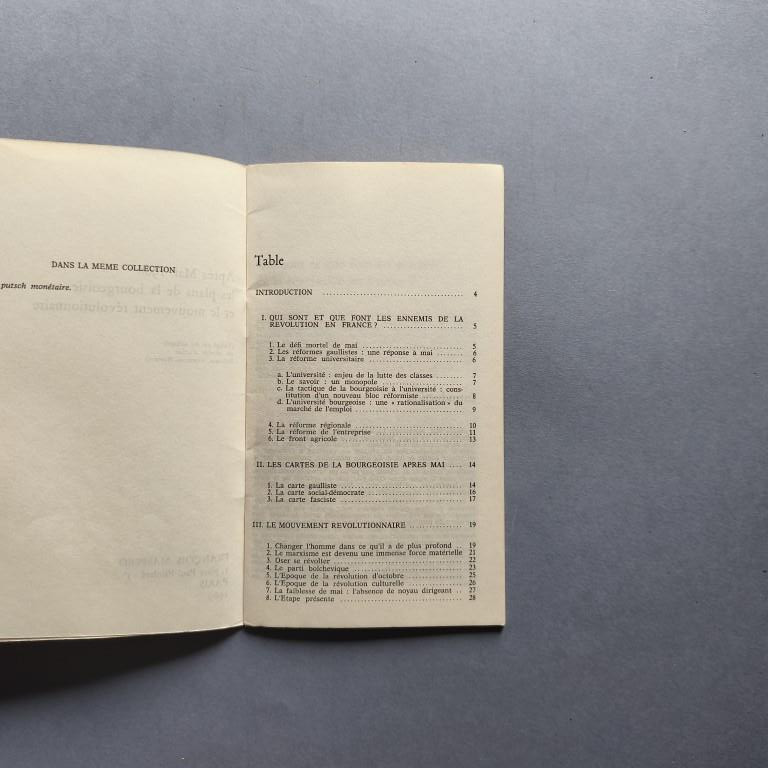 DANS LA MEME COLLECTION
putsch monétaire.
Table
INTRODUCTION .......... 4
I. QUI SONT ET QUE FONT LES ENNEMIS DE LA
REVOLUTION EN FRANCE ? .......... 5
1. Le défi mortel de mai .......... 5
2. Les réformes gaullistes : une réponse à mai .......... 6
3. La réforme universitaire .......... 6
a. L'université : enjeu de la lutte des classes .......... 7
b. Le savoir : un monopole .......... 7
c. La tactique de la bourgeoisie à l'université : cons-
titution d'un nouveau bloc réformiste .......... 8
d. L'université bourgeoise : une « rationalisation » du
marché de l'emploi .......... 9
4. La réforme régionale .......... 10
5. La réforme de l'entreprise .......... 11
6. Le front agricole .......... 13
II. LES CARTES DE LA BOURGEOISIE APRES MAI .... 14
1. La carte gaulliste .......... 14
2. La carte social-démocrate .......... 16
3. La carte fasciste .......... 17
III. LE MOUVEMENT REVOLUTIONNAIRE .......... 19
1. Changer l'homme dans ce qu'il a de plus profond .. 19
2. Le marxisme est devenu une immense force matérielle 21
3. Oser se révolter .......... 22
4. Le parti bolchevique .......... 23
5. L'Epoque de la révolution d'octobre .......... 25
6. L'Epoque de la révolution culturelle .......... 26
7. La faiblesse de mai : l'absence de noyau dirigeant .. 27
8. L'Etape présente .......... 28